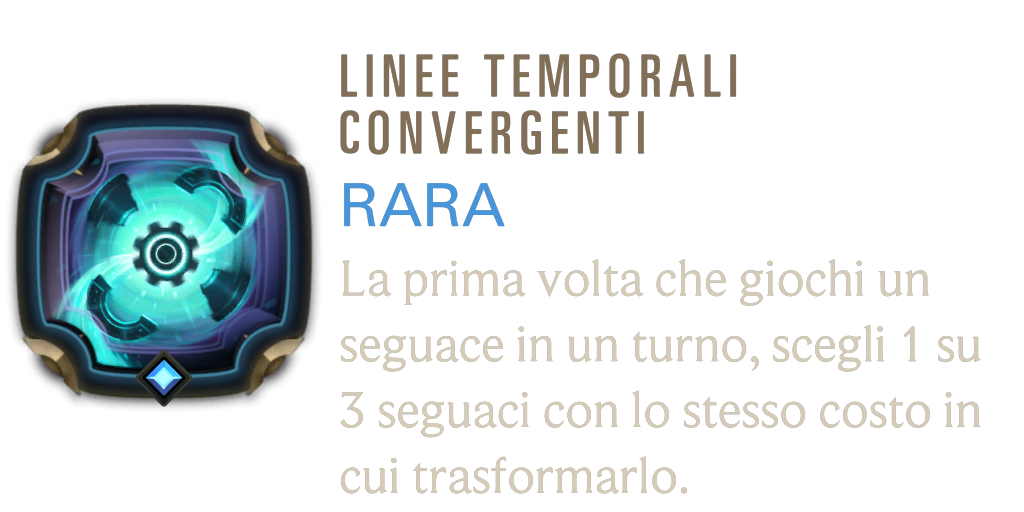 LINEE TEMPORALI
CONVERGENTI
RARA
La prima volta che giochi un
seguace in un turno, scegli 1 su
3 seguaci con lo stesso costo in
cui trasformarlo.